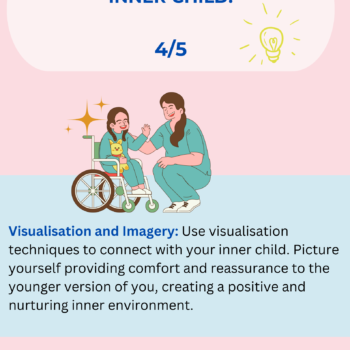 INNER CHILD.
4/5
Visualisation and Imagery: Use visualisation
techniques to connect with your inner child. Picture
yourself providing comfort and reassurance to the
younger version of you, creating a positive and
nurturing inner environment.